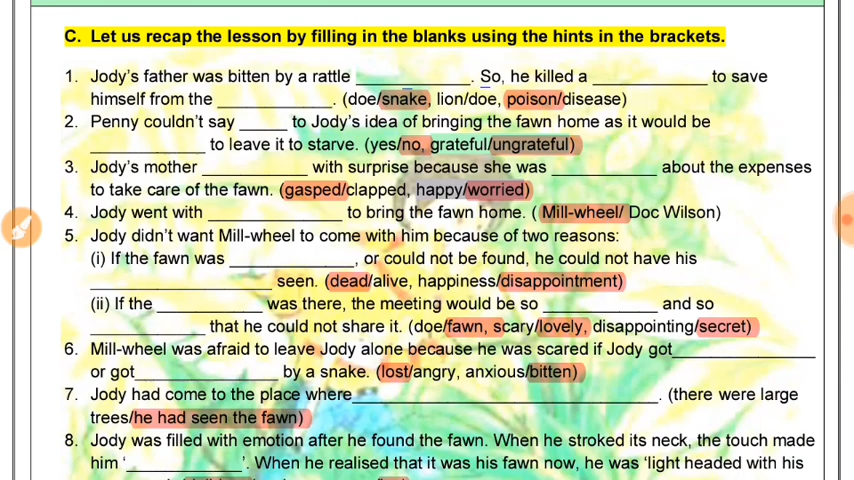 C. Let us recap the lesson by filling in the blanks using the hints in the brackets.
1. Jody's father was bitten by a rattle ____________. So, he killed a ____________ to save
himself from the ____________. (doe/snake, lion/doe, poison/disease)
2. Penny couldn't say _____ to Jody's idea of bringing the fawn home as it would be
____________ to leave it to starve. (yes/no, grateful/ungrateful)
3. Jody's mother ___________ with surprise because she was ___________ about the expenses
to take care of the fawn. (gasped/clapped, happy/worried)
4. Jody went with ______________ to bring the fawn home. ( Mill-wheel/ Doc Wilson)
5. Jody didn't want Mill-wheel to come with him because of two reasons:
(i) If the fawn was _____________, or could not be found, he could not have his
___________________ seen. (dead/alive, happiness/disappointment)
(ii) If the ___________ was there, the meeting would be so ____________ and so
____________ that he could not share it. (doe/fawn, scary/lovely, disappointing/secret)
6. Mill-wheel was afraid to leave Jody alone because he was scared if Jody got_______________
or got_______________ by a snake. (lost/angry, anxious/bitten)
7. Jody had come to the place where________________________________. (there were large
trees/he had seen the fawn)
8. Jody was filled with emotion after he found the fawn. When he stroked its neck, the touch made
him '____________'. When he realised that it was his fawn now, he was 'light headed with his